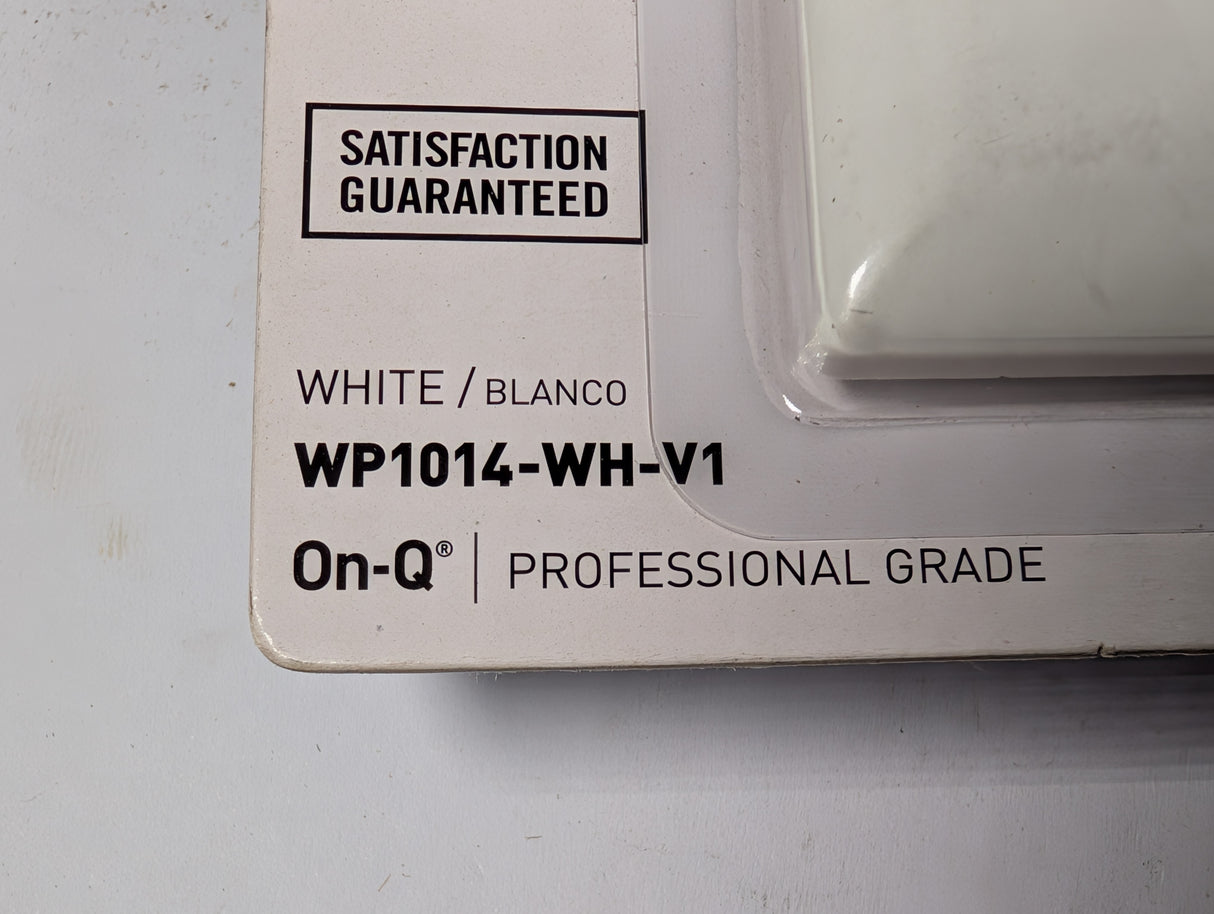 SATISFACTION
GUARANTEED
WHITE / BLANCO
WP1014-WH-V1
On-Q® | PROFESSIONAL GRADE